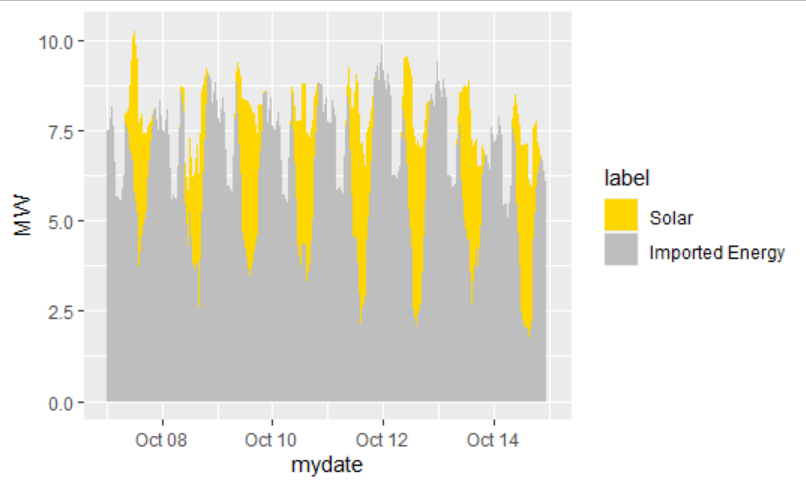 10.0
7.5
5.0
2.5
0.0
MW
Oct 08 Oct 10 Oct 12 Oct 14
mydate
label
Solar
Imported Energy